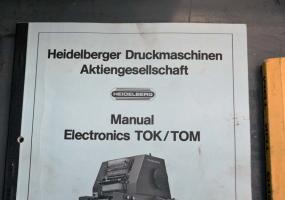 Heidelberger Druckmaschinen
Aktiengesellschaft
HEIDELBERG
Manual
Electronics TOK/TOM